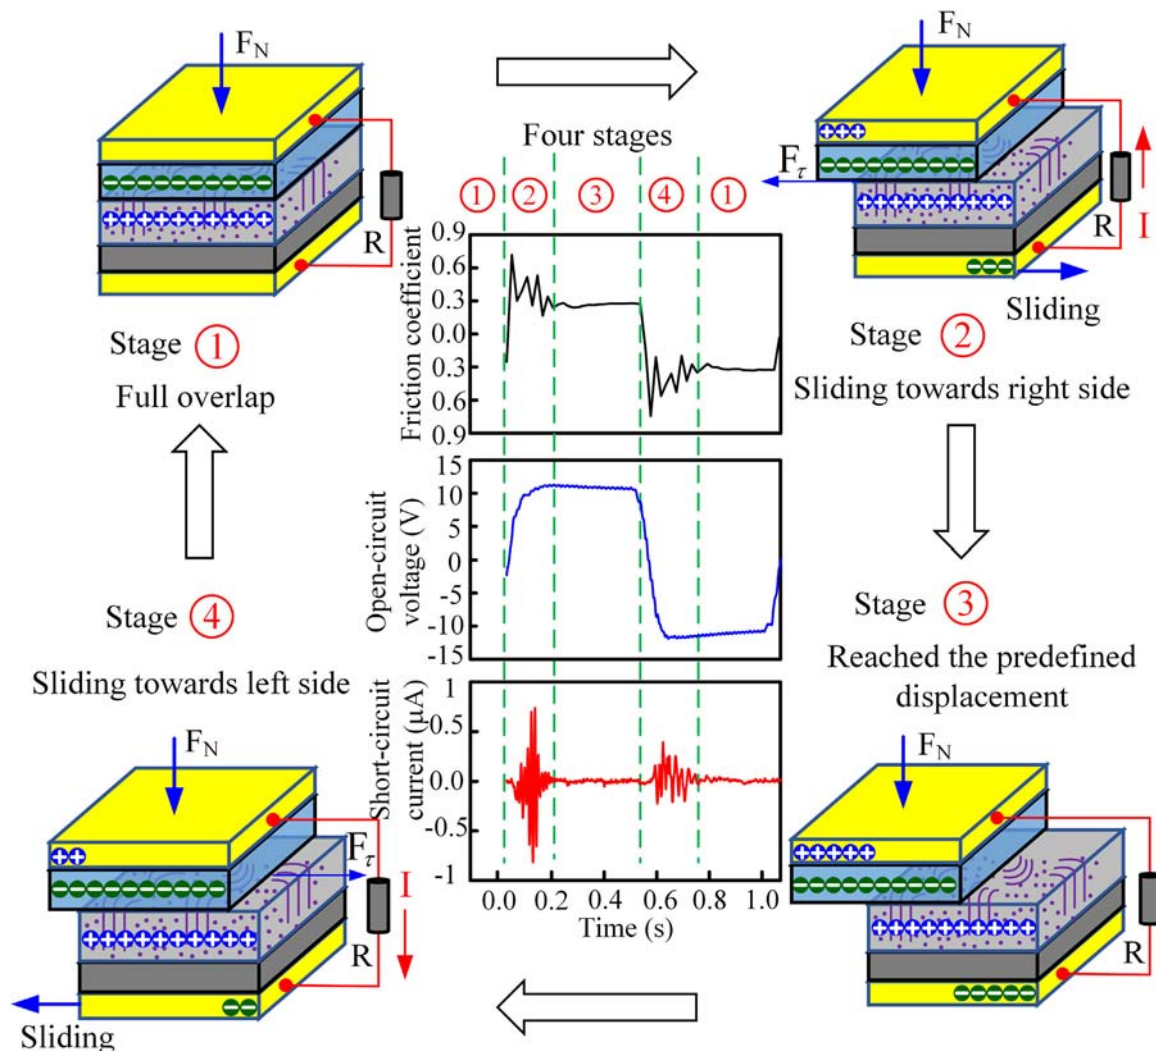 F_N
R
Stage ①
Full overlap
Four stages
① ② ③ ④ ①
F_N
F_τ
R
I
Sliding
Stage ②
Sliding towards right side
Friction coefficient
0.9
0.6
0.3
0.0
0.3
0.6
0.9
Open-circuit
voltage (V)
15
10
5
0
-5
-10
-15
Short-circuit
current (μA)
1
0.5
0.0
-0.5
-1
0.0 0.2 0.4 0.6 0.8 1.0
Time (s)
Stage ④
Sliding towards left side
F_N
F_τ
I
R
Sliding
Stage ③
Reached the predefined
displacement
F_N
R